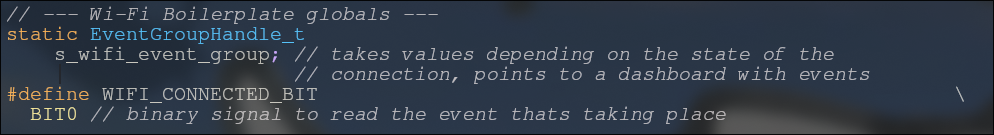 // --- Wi-Fi Boilerplate globals ---
static EventGroupHandle_t
    s_wifi_event_group; // takes values depending on the state of the
                        // connection, points to a dashboard with events
#define WIFI_CONNECTED_BIT                                                     \
  BIT0 // binary signal to read the event thats taking place